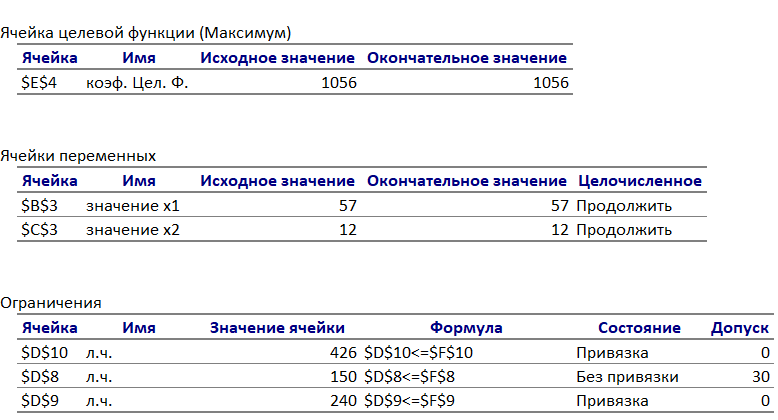 Ячейка целевой функции (Максимум)
Ячейка Имя Исходное значение Окончательное значение
$E$4 коэф. Цел. Ф. 1056 1056
Ячейки переменных
Ячейка Имя Исходное значение Окончательное значение Целочисленное
$B$3 значение x1 57 57 Продолжить
$C$3 значение x2 12 12 Продолжить
Ограничения
Ячейка Имя Значение ячейки Формула Состояние Допуск
$D$10 л.ч. 426 $D$10<=$F$10 Привязка 0
$D$8 л.ч. 150 $D$8<=$F$8 Без привязки 30
$D$9 л.ч. 240 $D$9<=$F$9 Привязка 0